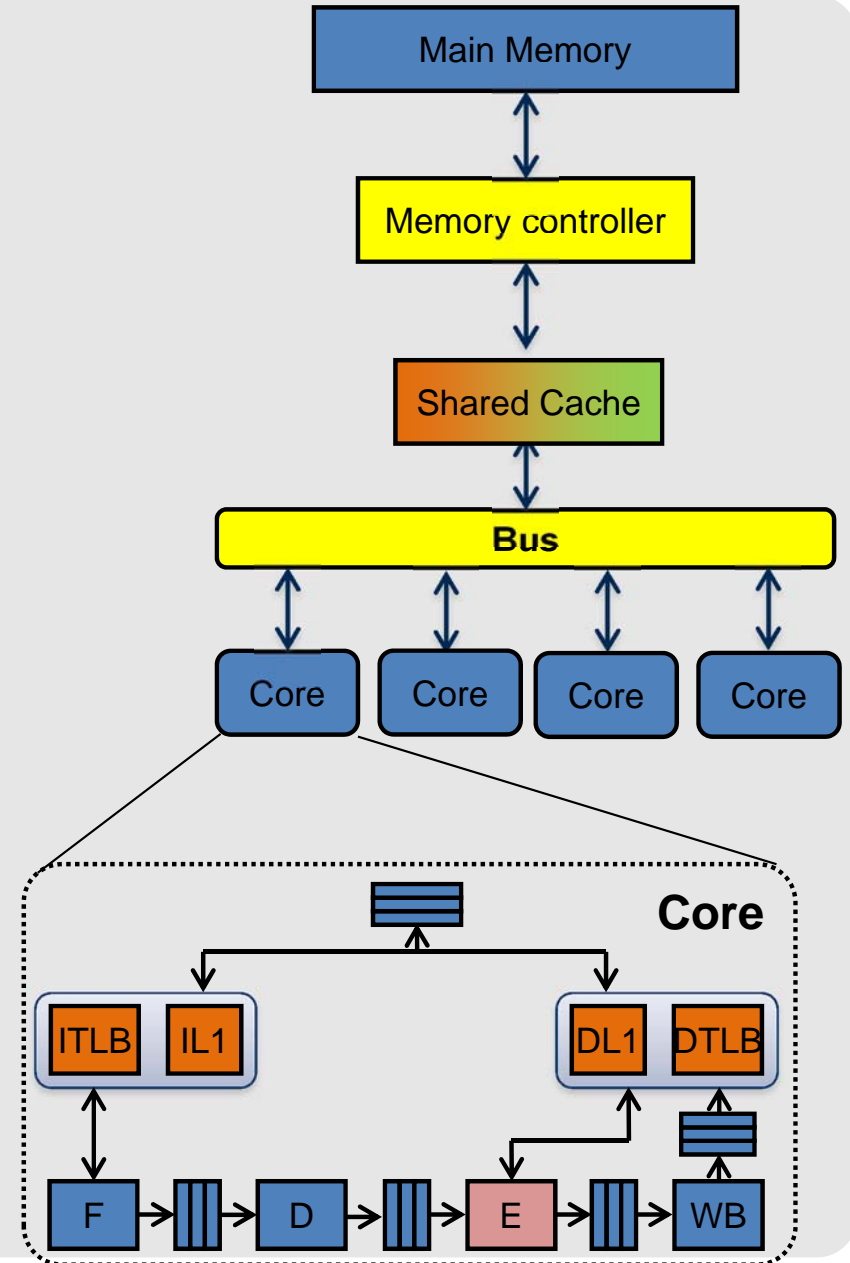 Main Memory
Memory controller
Shared Cache
Bus
Core
Core
Core
Core
Core
ITLB
IL1
DL1
DTLB
F
D
E
WB